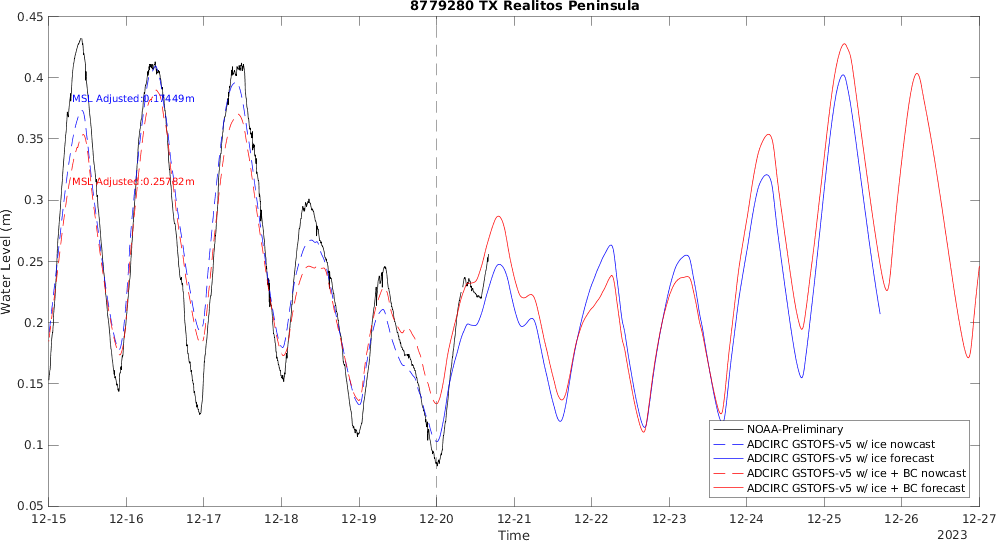 8779280 TX Realitos Peninsula
Water Level (m)
0.45
0.4
0.35
0.3
0.25
0.2
0.15
0.1
0.05
MSL Adjusted:0.17449m
MSL Adjusted:0.25782m
NOAA-Preliminary
ADCIRC GSTOFS-v5 w/ ice nowcast
ADCIRC GSTOFS-v5 w/ ice forecast
ADCIRC GSTOFS-v5 w/ ice + BC nowcast
ADCIRC GSTOFS-v5 w/ ice + BC forecast
12-15 12-16 12-17 12-18 12-19 12-20 12-21 12-22 12-23 12-24 12-25 12-26 12-27
Time
2023